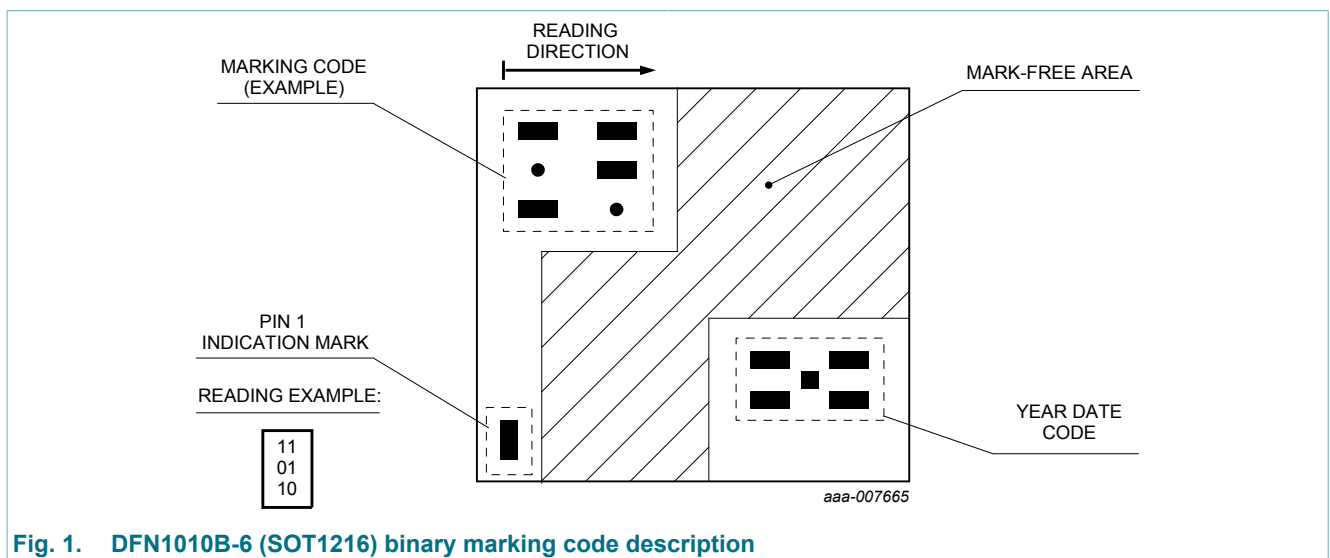 READING
DIRECTION
MARKING CODE
(EXAMPLE)
MARK-FREE AREA
PIN 1
INDICATION MARK
READING EXAMPLE:
11
01
10
YEAR DATE
CODE
aaa-007665
Fig. 1. DFN1010B-6 (SOT1216) binary marking code description